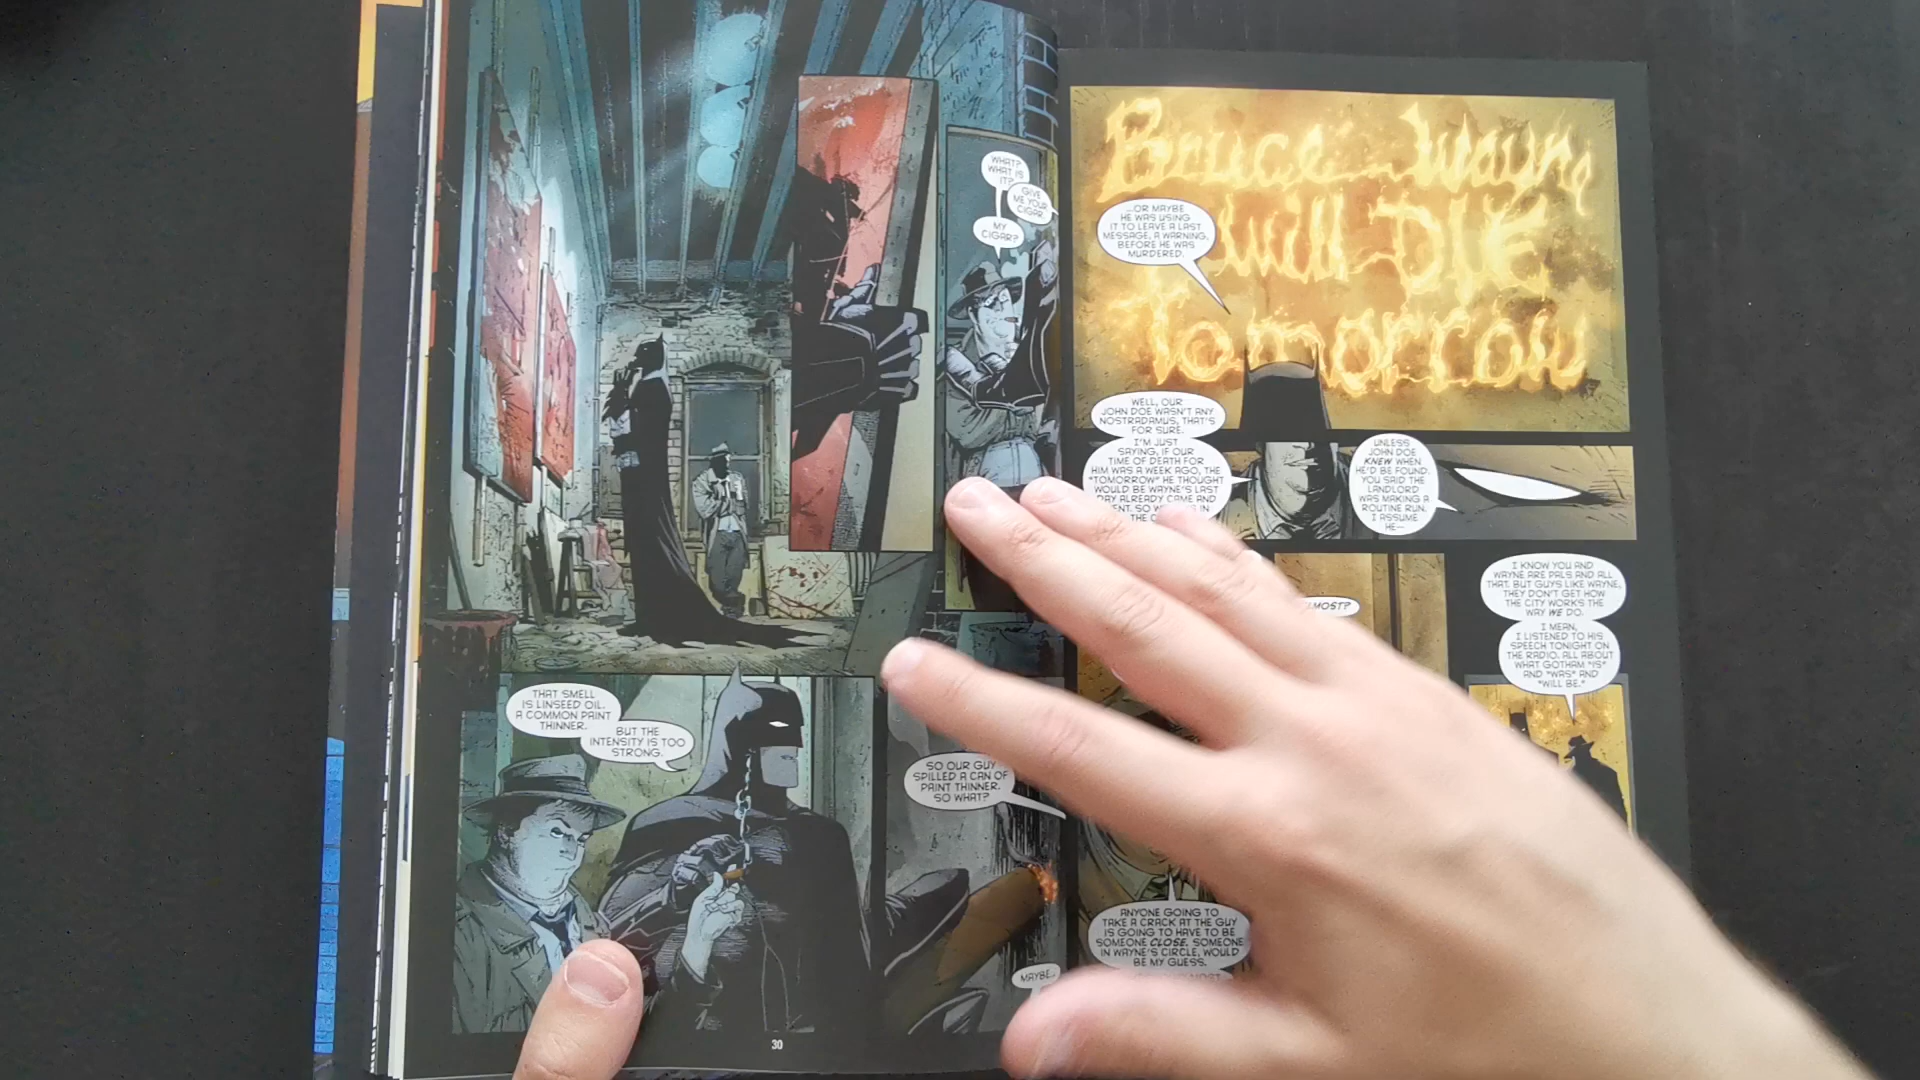 WHAT?
WHAT IS
IT?
GIVE
ME YOUR
CIGAR.
MY
CIGAR?
THAT SMELL
IS LINSEED OIL.
A COMMON PAINT
THINNER.
BUT THE
INTENSITY IS TOO
STRONG.
SO OUR GUY
SPILLED A CAN OF
PAINT THINNER.
SO WHAT?
MAYBE..
30
Bruce Wayne
will DIE
Tomorrow
...OR MAYBE
HE WAS USING
IT TO LEAVE A LAST
MESSAGE, A WARNING,
BEFORE HE WAS
MURDERED.
WELL, OUR
JOHN DOE WASN'T ANY
NOSTRADAMUS, THAT'S
FOR SURE.
I'M JUST
SAYING, IF OUR
TIME OF DEATH FOR
HIM WAS A WEEK AGO, THE
"TOMORROW" HE THOUGHT
WOULD BE WAYNE'S LAST
DAY ALREADY CAME AND
WENT. SO IN
THE
UNLESS
JOHN DOE
KNEW WHEN
HE'D BE FOUND.
YOU SAID THE
LANDLORD
WAS MAKING A
ROUTINE RUN.
I ASSUME
HE—
I KNOW YOU AND
WAYNE ARE PALS AND ALL
THAT. BUT GUYS LIKE WAYNE,
THEY DON'T GET HOW
THE CITY WORKS THE
WAY WE DO.
I MEAN,
I LISTENED TO HIS
SPEECH TONIGHT ON
THE RADIO. ALL ABOUT
WHAT GOTHAM "IS"
AND "WAS" AND
"WILL BE."
ANYONE GOING TO
TAKE A CRACK AT THE GUY
IS GOING TO HAVE TO BE
SOMEONE CLOSE. SOMEONE
IN WAYNE'S CIRCLE, WOULD
BE MY GUESS.